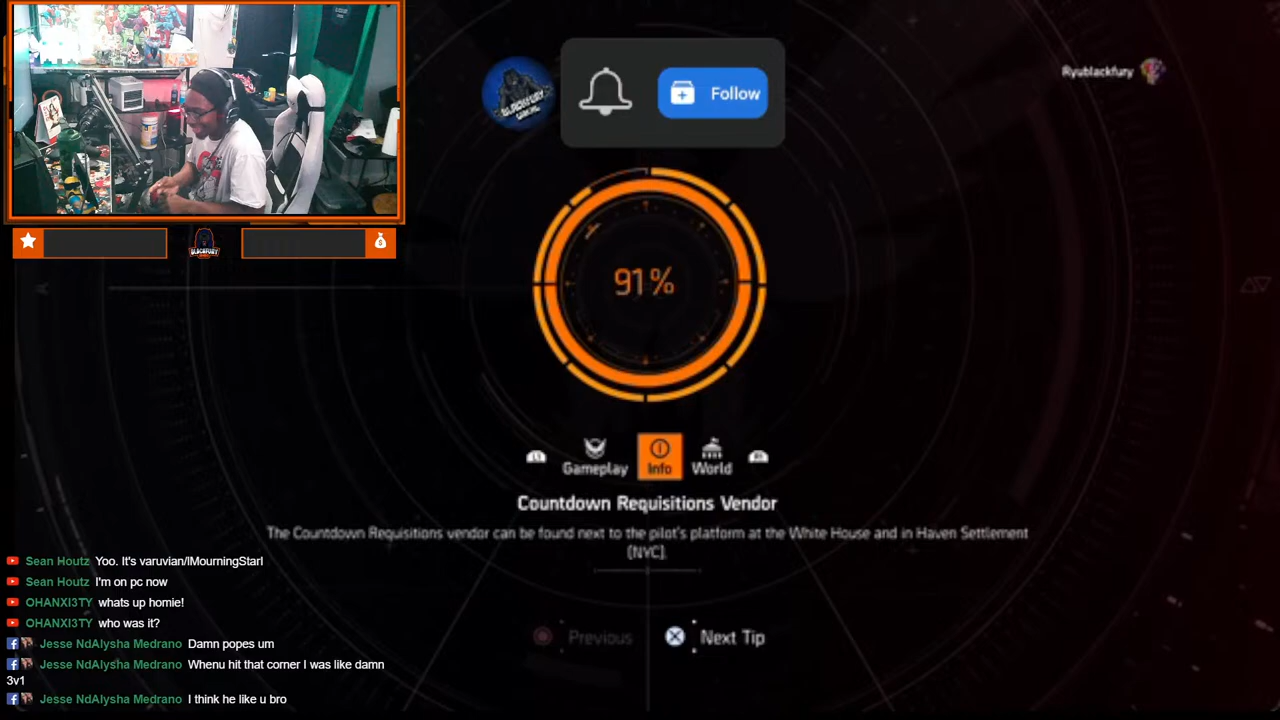 Follow
Ryublackfury
91%
Gameplay
Info
World
Countdown Requisitions Vendor
The Countdown Requisitions vendor can be found next to the pilot's platform at the White House and in Haven Settlement
(NYC).
Previous
Next Tip
Sean Houtz Yoo. It's varuvian/IMourningStarI
Sean Houtz I'm on pc now
OHANXI3TY whats up homie!
OHANXI3TY who was it?
Jesse NdAlysha Medrano Damn popes um
Jesse NdAlysha Medrano Whenu hit that corner I was like damn
3v1
Jesse NdAlysha Medrano I think he like u bro